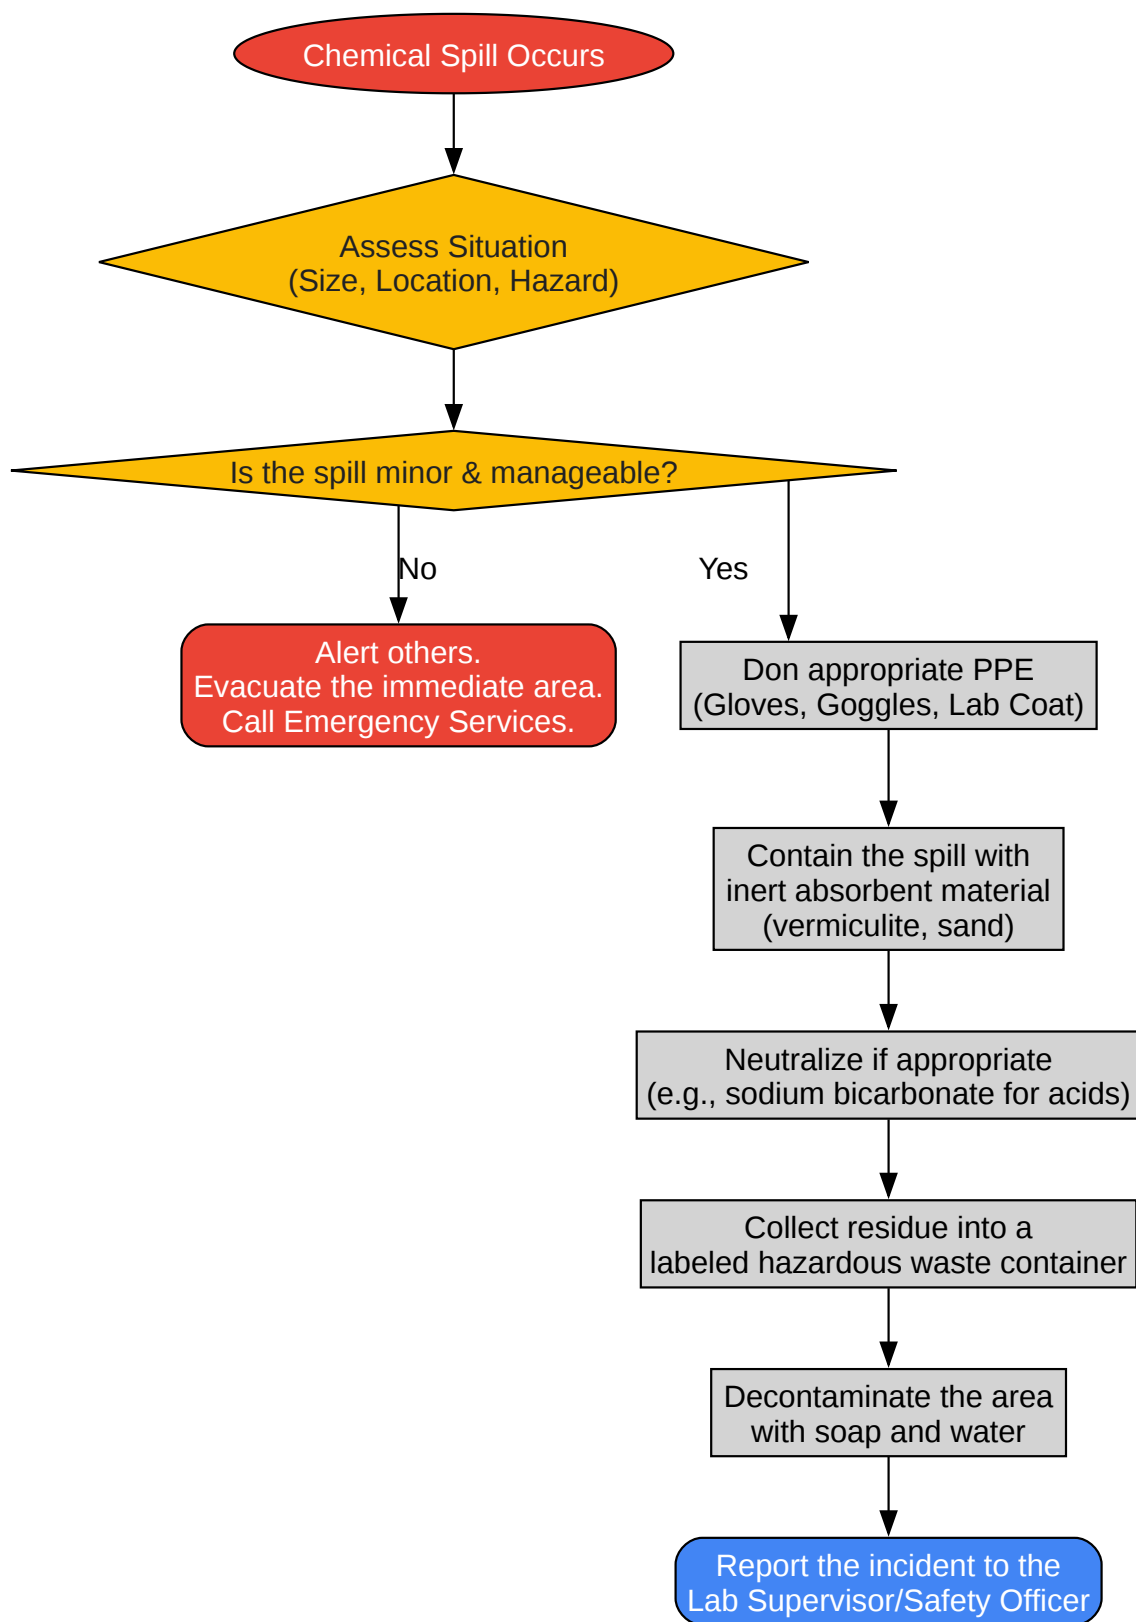 Chemical Spill Occurs
Assess Situation
(Size, Location, Hazard)
Is the spill minor & manageable?
No
Yes
Alert others.
Evacuate the immediate area.
Call Emergency Services.
Don appropriate PPE
(Gloves, Goggles, Lab Coat)
Contain the spill with
inert absorbent material
(vermiculite, sand)
Neutralize if appropriate
(e.g., sodium bicarbonate for acids)
Collect residue into a
labeled hazardous waste container
Decontaminate the area
with soap and water
Report the incident to the
Lab Supervisor/Safety Officer